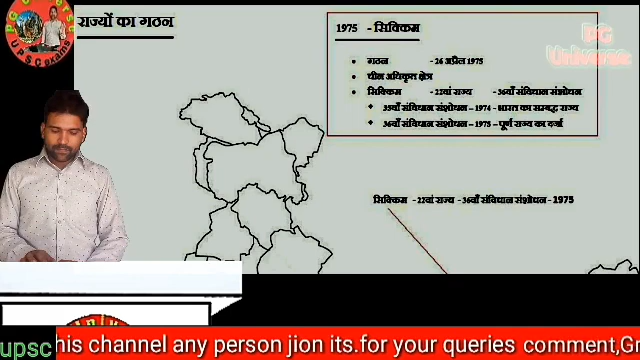 राज्यों का गठन
1975 - सिक्किम
PG
Universe
गठन - 26 अप्रैल 1975
चीन अधिकृत क्षेत्र
सिक्किम - 22वां राज्य - 36वाँ संविधान संशोधन
35वाँ संविधान संशोधन - 1974 - भारत का सम्बद्ध राज्य
36वाँ संविधान संशोधन - 1975 - पूर्ण राज्य का दर्जा
सिक्किम - 22वां राज्य - 36वाँ संविधान संशोधन - 1975
UPSC exams
upsc his channel any person jion its.for your queries comment,Gr